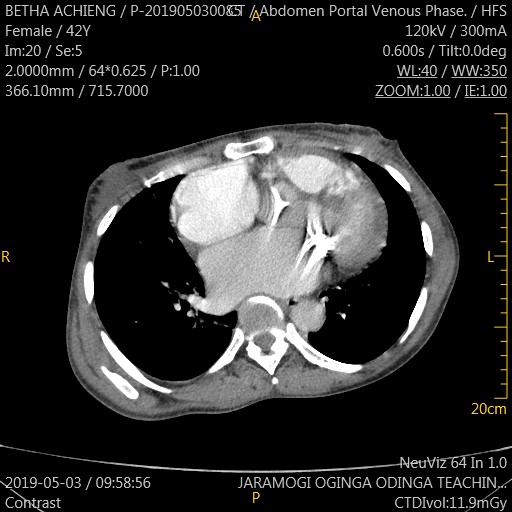 BETHA ACHIENG / P-201905030085
CT / Abdomen Portal Venous Phase. / HFS
Female / 42Y
120kV / 300mA
Im:20 / Se:5
0.600s / Tilt:0.0deg
2.0000mm / 64*0.625 / P:1.00
WL:40 / WW:350
366.10mm / 715.7000
ZOOM:1.00 / IE:1.00
A
R
L
20cm
NeuViz 64 In 1.0
2019-05-03 / 09:58:56
JARAMOGI OGINGA ODINGA TEACHIN...
Contrast
P
CTDIvol:11.9mGy